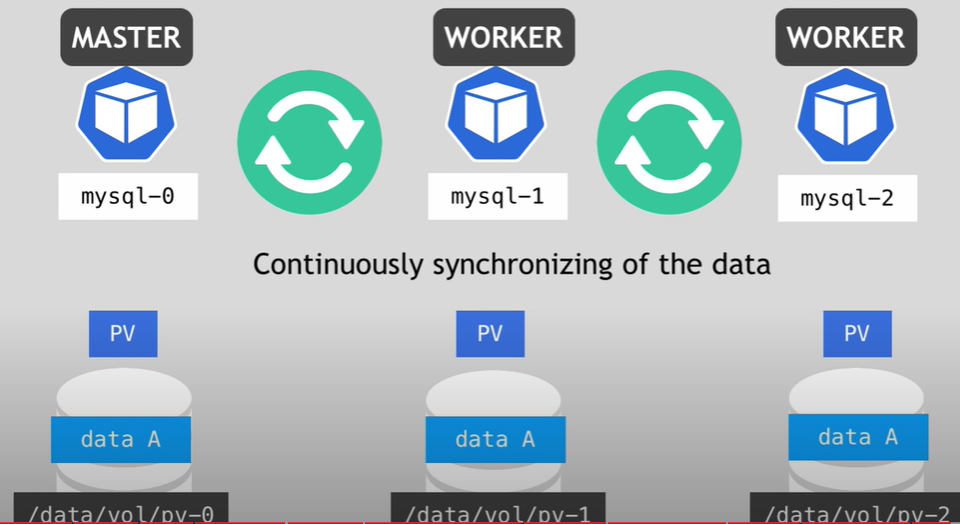 MASTER
WORKER
WORKER
mysql-0
mysql-1
mysql-2
Continuously synchronizing of the data
PV
PV
PV
data A
data A
data A
/data/vol/pv-0
/data/vol/pv-1
/data/vol/pv-2